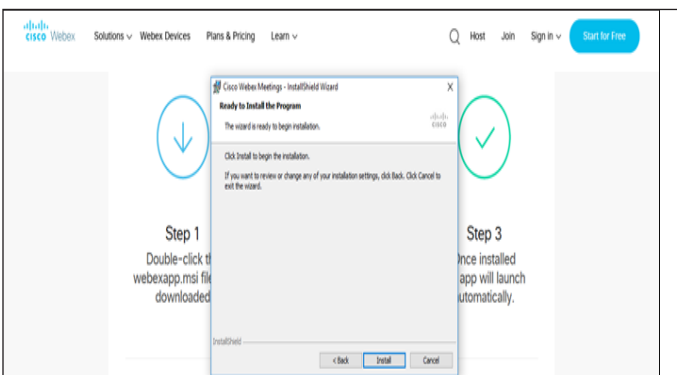 CISCO Webex Solutions Webex Devices Plans & Pricing Learn Host Join Sign in Start for Free
Cisco Webex Meetings - InstallShield Wizard X
Ready to Install the Program
The wizard is ready to begin installation.
CISCO
Click Install to begin the installation.
If you want to review or change any of your installation settings, click Back. Click Cancel to
exit the wizard.
InstallShield
< Back Install Cancel
Step 1
Double-click th
webexapp.msi file
downloaded
Step 3
Once installed
app will launch
utomatically.